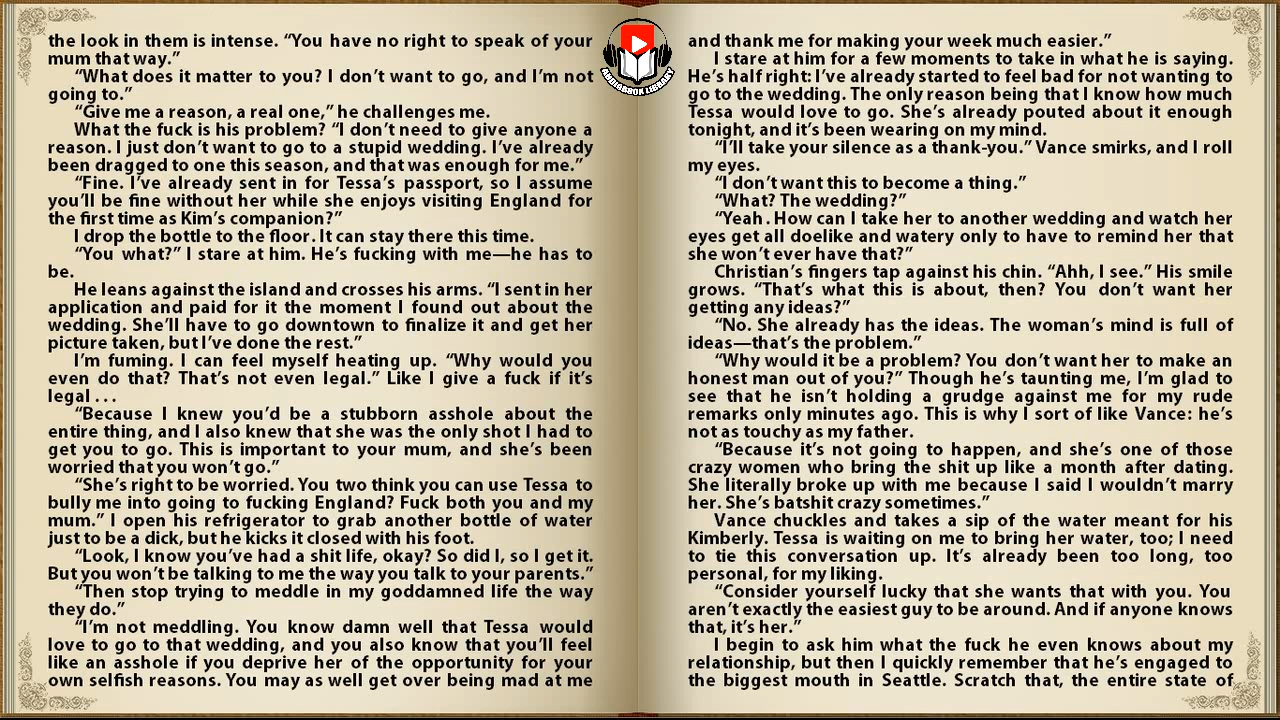 the look in them is intense. “You have no right to speak of your
mum that way.”
“What does it matter to you? I don’t want to go, and I’m not
going to.”
“Give me a reason, a real one,” he challenges me.
What the fuck is his problem? “I don’t need to give anyone a
reason. I just don’t want to go to a stupid wedding. I’ve already
been dragged to one this season, and that was enough for me.”
“Fine. I’ve already sent in for Tessa’s passport, so I assume
you’ll be fine without her while she enjoys visiting England for
the first time as Kim’s companion?”
I drop the bottle to the floor. It can stay there this time.
“You what?” I stare at him. He’s fucking with me—he has to
be.
He leans against the island and crosses his arms. “I sent in her
application and paid for it the moment I found out about the
wedding. She’ll have to go downtown to finalize it and get her
picture taken, but I’ve done the rest.”
I’m fuming. I can feel myself heating up. “Why would you
even do that? That’s not even legal.” Like I give a fuck if it’s
legal . . .
“Because I knew you’d be a stubborn asshole about the
entire thing, and I also knew that she was the only shot I had to
get you to go. This is important to your mum, and she’s been
worried that you won’t go.”
“She’s right to be worried. You two think you can use Tessa to
bully me into going to fucking England? Fuck both you and my
mum.” I open his refrigerator to grab another bottle of water
just to be a dick, but he kicks it closed with his foot.
“Look, I know you’ve had a shit life, okay? So did I, so I get it.
But you won’t be talking to me the way you talk to your parents.”
“Then stop trying to meddle in my goddamned life the way
they do.”
“I’m not meddling. You know damn well that Tessa would
love to go to that wedding, and you also know that you’ll feel
like an asshole if you deprive her of the opportunity for your
own selfish reasons. You may as well get over being mad at me
AUDIOBOOK LIBRARY
and thank me for making your week much easier.”
I stare at him for a few moments to take in what he is saying.
He’s half right: I’ve already started to feel bad for not wanting to
go to the wedding. The only reason being that I know how much
Tessa would love to go. She’s already pouted about it enough
tonight, and it’s been wearing on my mind.
“I’ll take your silence as a thank-you.” Vance smirks, and I roll
my eyes.
“I don’t want this to become a thing.”
“What? The wedding?”
“Yeah. How can I take her to another wedding and watch her
eyes get all doelike and watery only to have to remind her that
she won’t ever have that?”
Christian’s fingers tap against his chin. “Ahh, I see.” His smile
grows. “That’s what this is about, then? You don’t want her
getting any ideas?”
“No. She already has the ideas. The woman’s mind is full of
ideas—that’s the problem.”
“Why would it be a problem? You don’t want her to make an
honest man out of you?” Though he’s taunting me, I’m glad to
see that he isn’t holding a grudge against me for my rude
remarks only minutes ago. This is why I sort of like Vance: he’s
not as touchy as my father.
“Because it’s not going to happen, and she’s one of those
crazy women who bring the shit up like a month after dating.
She literally broke up with me because I said I wouldn’t marry
her. She’s batshit crazy sometimes.”
Vance chuckles and takes a sip of the water meant for his
Kimberly. Tessa is waiting on me to bring her water, too; I need
to tie this conversation up. It’s already been too long, too
personal, for my liking.
“Consider yourself lucky that she wants that with you. You
aren’t exactly the easiest guy to be around. And if anyone knows
that, it’s her.”
I begin to ask him what the fuck he even knows about my
relationship, but then I quickly remember that he’s engaged to
the biggest mouth in Seattle. Scratch that, the entire state of